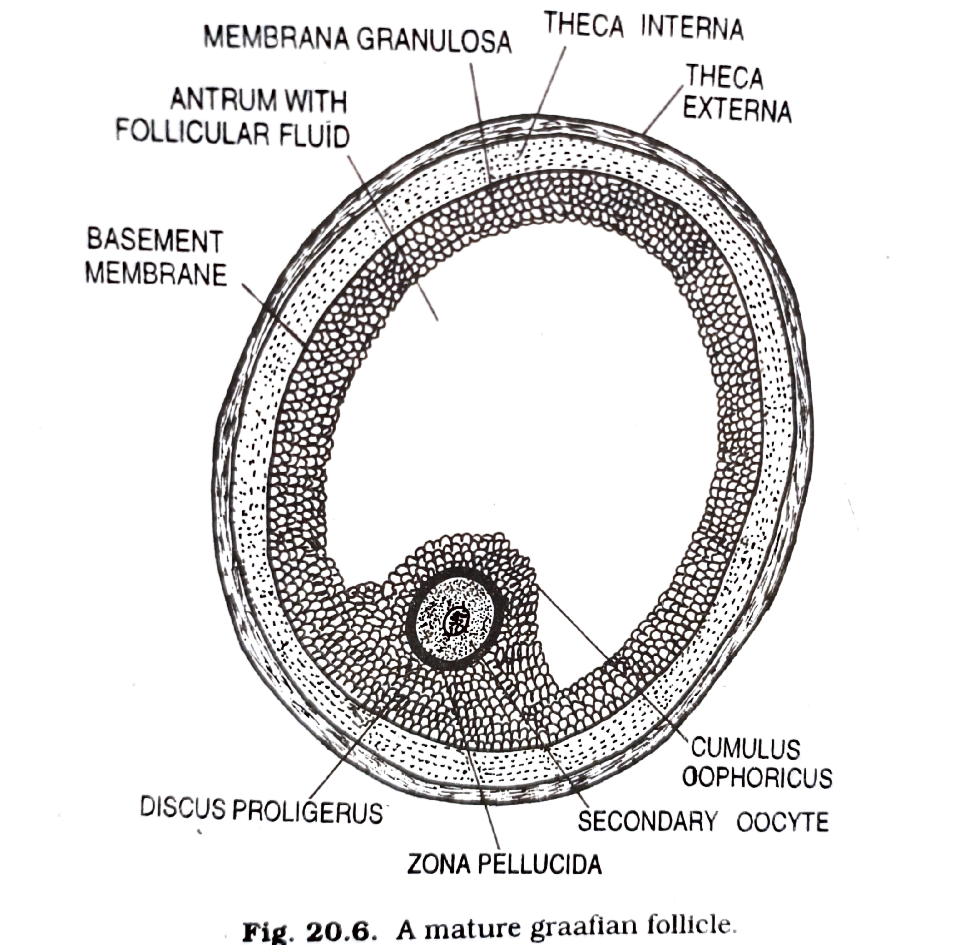 MEMBRANA GRANULOSA
THECA INTERNA
THECA
EXTERNA
ANTRUM WITH
FOLLICULAR FLUID
BASEMENT
MEMBRANE
CUMULUS
OOPHORICUS
DISCUS PROLIGERUS
SECONDARY OOCYTE
ZONA PELLUCIDA
Fig. 20.6. A mature graafian follicle.